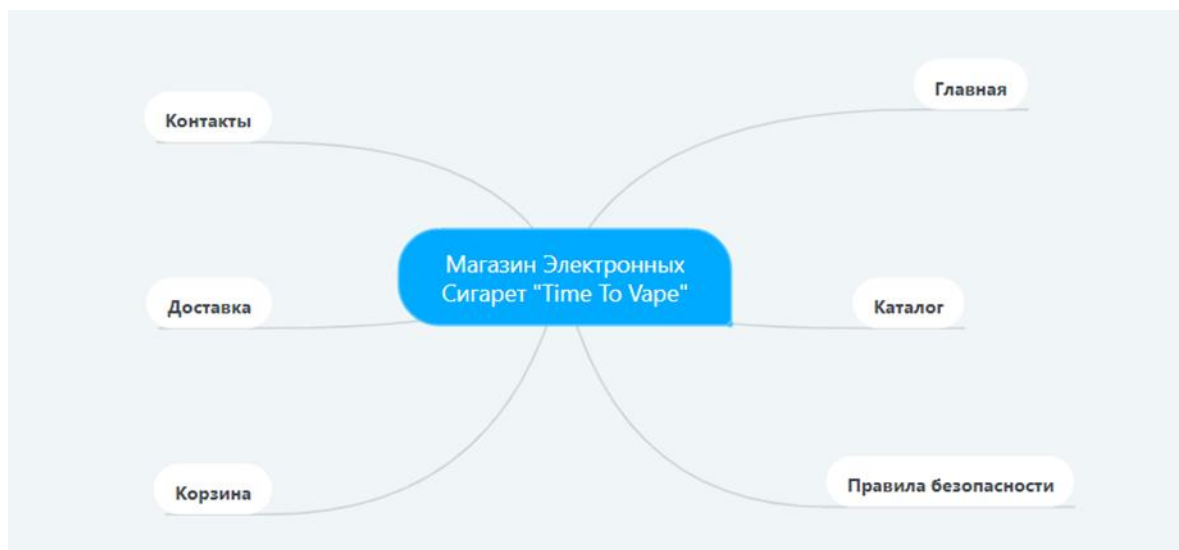 Главная
Контакты
Магазин Электронных
Сигарет "Time To Vape"
Доставка
Каталог
Корзина
Правила безопасности